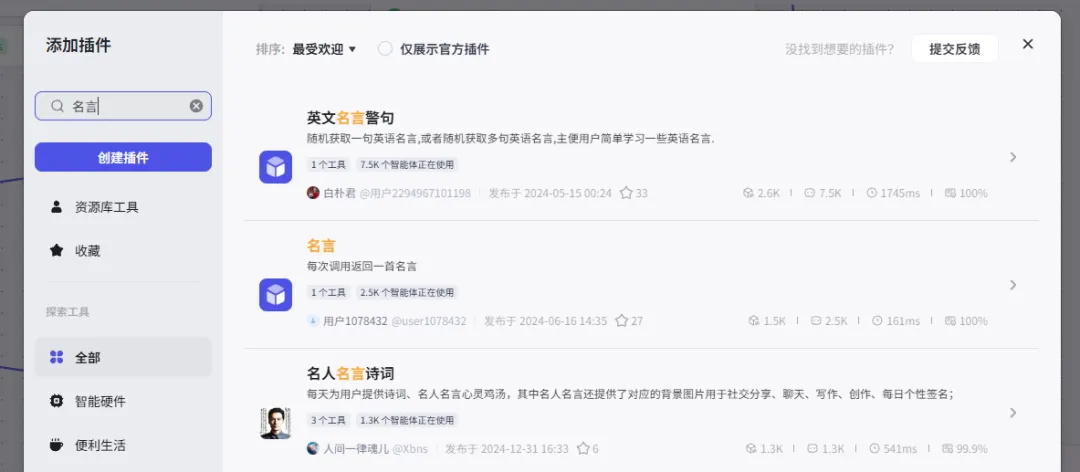 添加插件
名言
创建插件
资源库工具
收藏
探索工具
全部
智能硬件
便利生活
排序: 最受欢迎 仅展示官方插件 没找到想要的插件? 提交反馈
英文名言警句
随机获取一句英语名言,或者随机获取多句英语名言,主便用户简单学习一些英语名言.
1 个工具 7.5K 个智能体正在使用
白朴君 @用户2294967101198 发布于 2024-05-15 00:24 33 2.6K 7.5K 1745ms 100%
名言
每次调用返回一首名言
1 个工具 2.5K 个智能体正在使用
用户1078432 @user1078432 发布于 2024-06-16 14:35 27 1.5K 2.5K 161ms 100%
名人名言诗词
每天为用户提供诗词、名人名言心灵鸡汤，其中名人名言还提供了对应的背景图片用于社交分享、聊天、写作、创作、每日个性签名；
3 个工具 1.3K 个智能体正在使用
人间一律魂儿 @Xbns 发布于 2024-12-31 16:33 6 1.3K 1.3K 541ms 99.9%